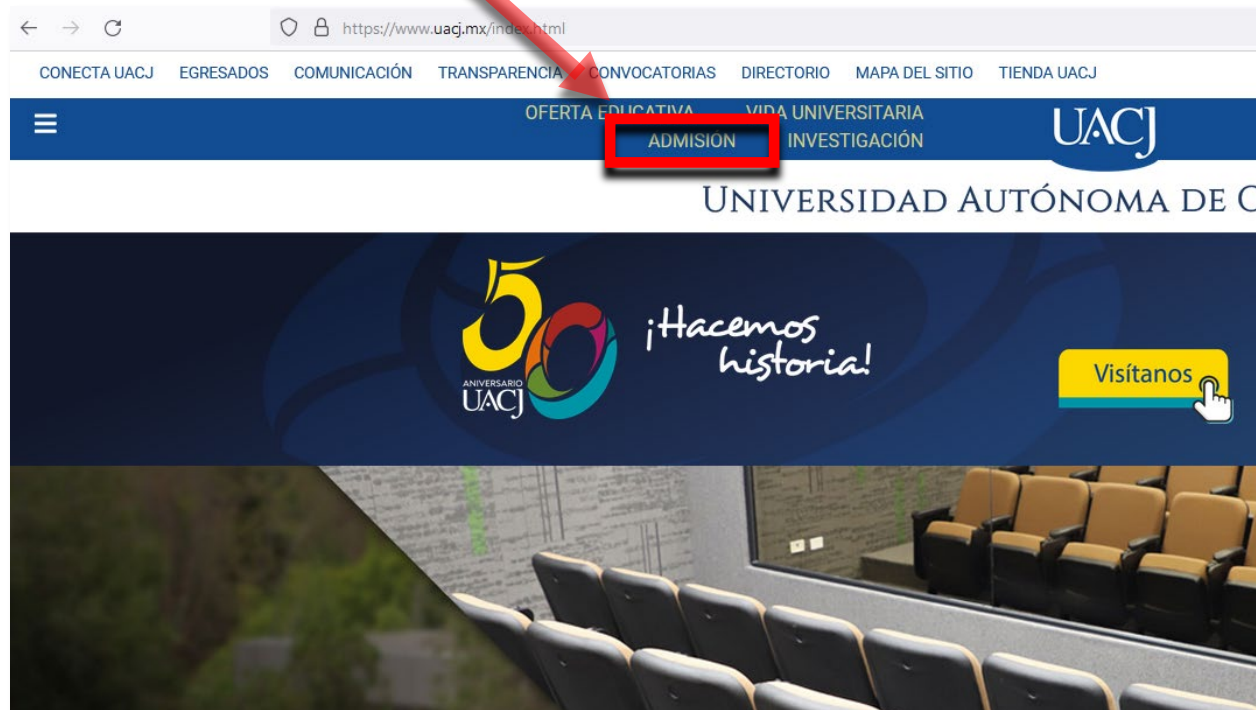 https://www.uacj.mx/index.html
CONECTA UACJ EGRESADOS COMUNICACIÓN TRANSPARENCIA CONVOCATORIAS DIRECTORIO MAPA DEL SITIO TIENDA UACJ
OFERTA EDUCATIVA VIDA UNIVERSITARIA
ADMISIÓN INVESTIGACIÓN
UACJ
UNIVERSIDAD AUTÓNOMA DE C
50
¡Hacemos
historia!
ANIVERSARIO
UACJ
Visítanos